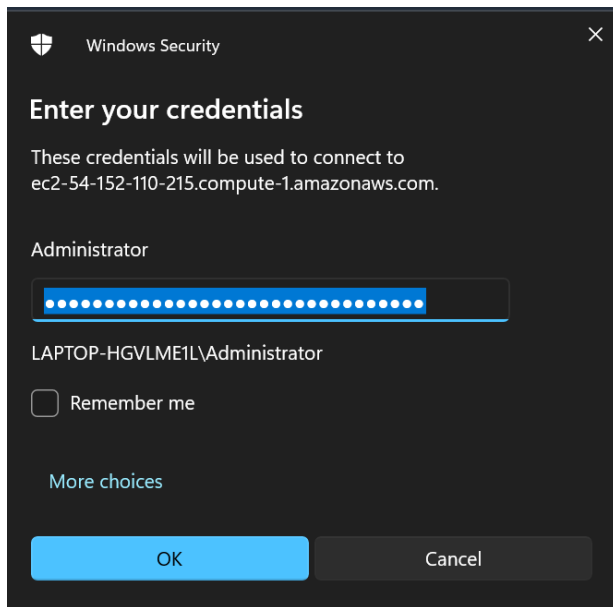 Windows Security
Enter your credentials
These credentials will be used to connect to
ec2-54-152-110-215.compute-1.amazonaws.com.
Administrator
••••••••••••••••••••••••••••••••
LAPTOP-HGVLME1L\Administrator
Remember me
More choices
OK
Cancel